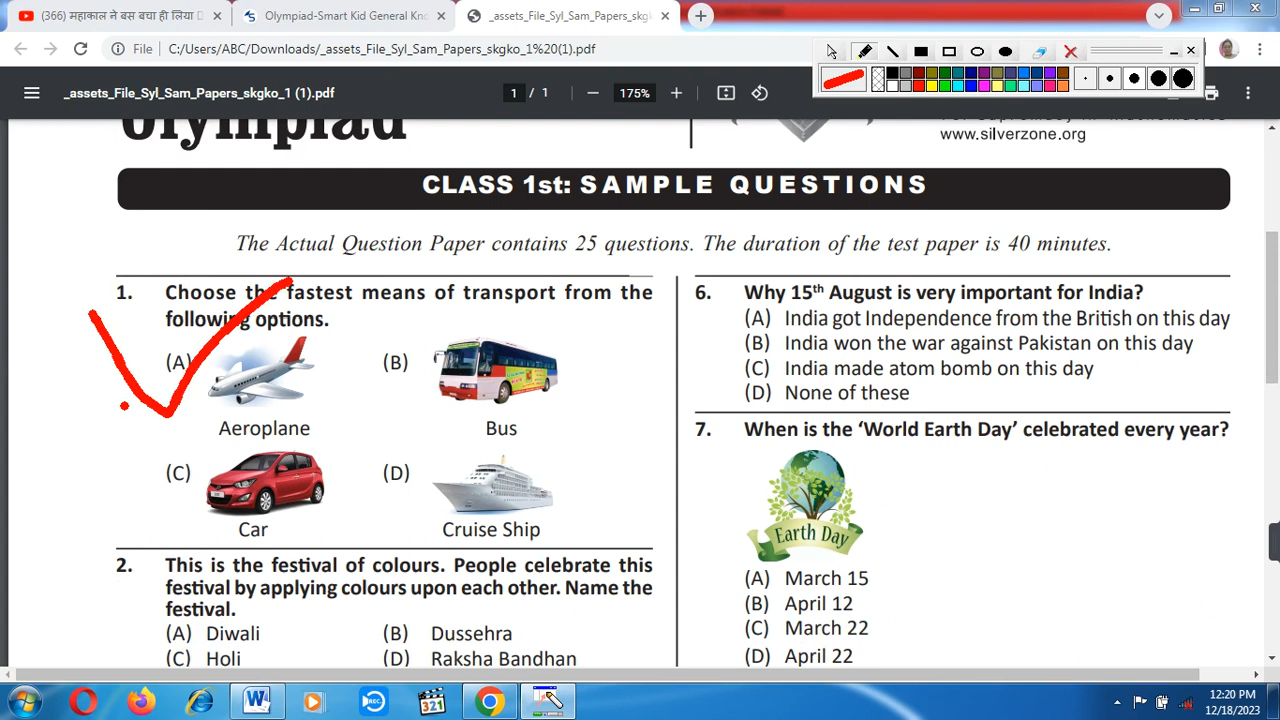 (366) महाकाल ने बस बचा ही लिया D
Olympiad-Smart Kid General Kno
_assets_File_Syl_Sam_Papers_skgk
File
C:/Users/ABC/Downloads/_assets_File_Syl_Sam_Papers_skgko_1%20(1).pdf
_assets_File_Syl_Sam_Papers_skgko_1 (1).pdf
1 / 1
175%
olympiad
www.silverzone.org
CLASS 1st: SAMPLE QUESTIONS
The Actual Question Paper contains 25 questions. The duration of the test paper is 40 minutes.
1. Choose the fastest means of transport from the
following options.
(A)
(B)
Aeroplane
Bus
(C)
(D)
Car
Cruise Ship
2. This is the festival of colours. People celebrate this
festival by applying colours upon each other. Name the
festival.
(A) Diwali
(B) Dussehra
(C) Holi
(D) Raksha Bandhan
6. Why 15th August is very important for India?
(A) India got Independence from the British on this day
(B) India won the war against Pakistan on this day
(C) India made atom bomb on this day
(D) None of these
7. When is the ‘World Earth Day’ celebrated every year?
Earth Day
(A) March 15
(B) April 12
(C) March 22
(D) April 22
REC
321
12:20 PM
12/18/2023